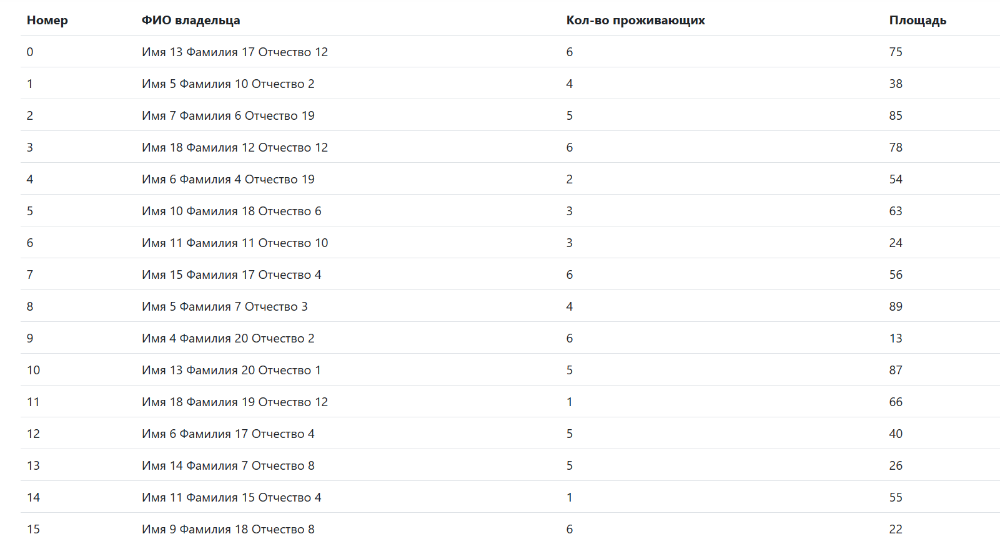 Номер ФИО владельца Кол-во проживающих Площадь
0 Имя 13 Фамилия 17 Отчество 12 6 75
1 Имя 5 Фамилия 10 Отчество 2 4 38
2 Имя 7 Фамилия 6 Отчество 19 5 85
3 Имя 18 Фамилия 12 Отчество 12 6 78
4 Имя 6 Фамилия 4 Отчество 19 2 54
5 Имя 10 Фамилия 18 Отчество 6 3 63
6 Имя 11 Фамилия 11 Отчество 10 3 24
7 Имя 15 Фамилия 17 Отчество 4 6 56
8 Имя 5 Фамилия 7 Отчество 3 4 89
9 Имя 4 Фамилия 20 Отчество 2 6 13
10 Имя 13 Фамилия 20 Отчество 1 5 87
11 Имя 18 Фамилия 19 Отчество 12 1 66
12 Имя 6 Фамилия 17 Отчество 4 5 40
13 Имя 14 Фамилия 7 Отчество 8 5 26
14 Имя 11 Фамилия 15 Отчество 4 1 55
15 Имя 9 Фамилия 18 Отчество 8 6 22